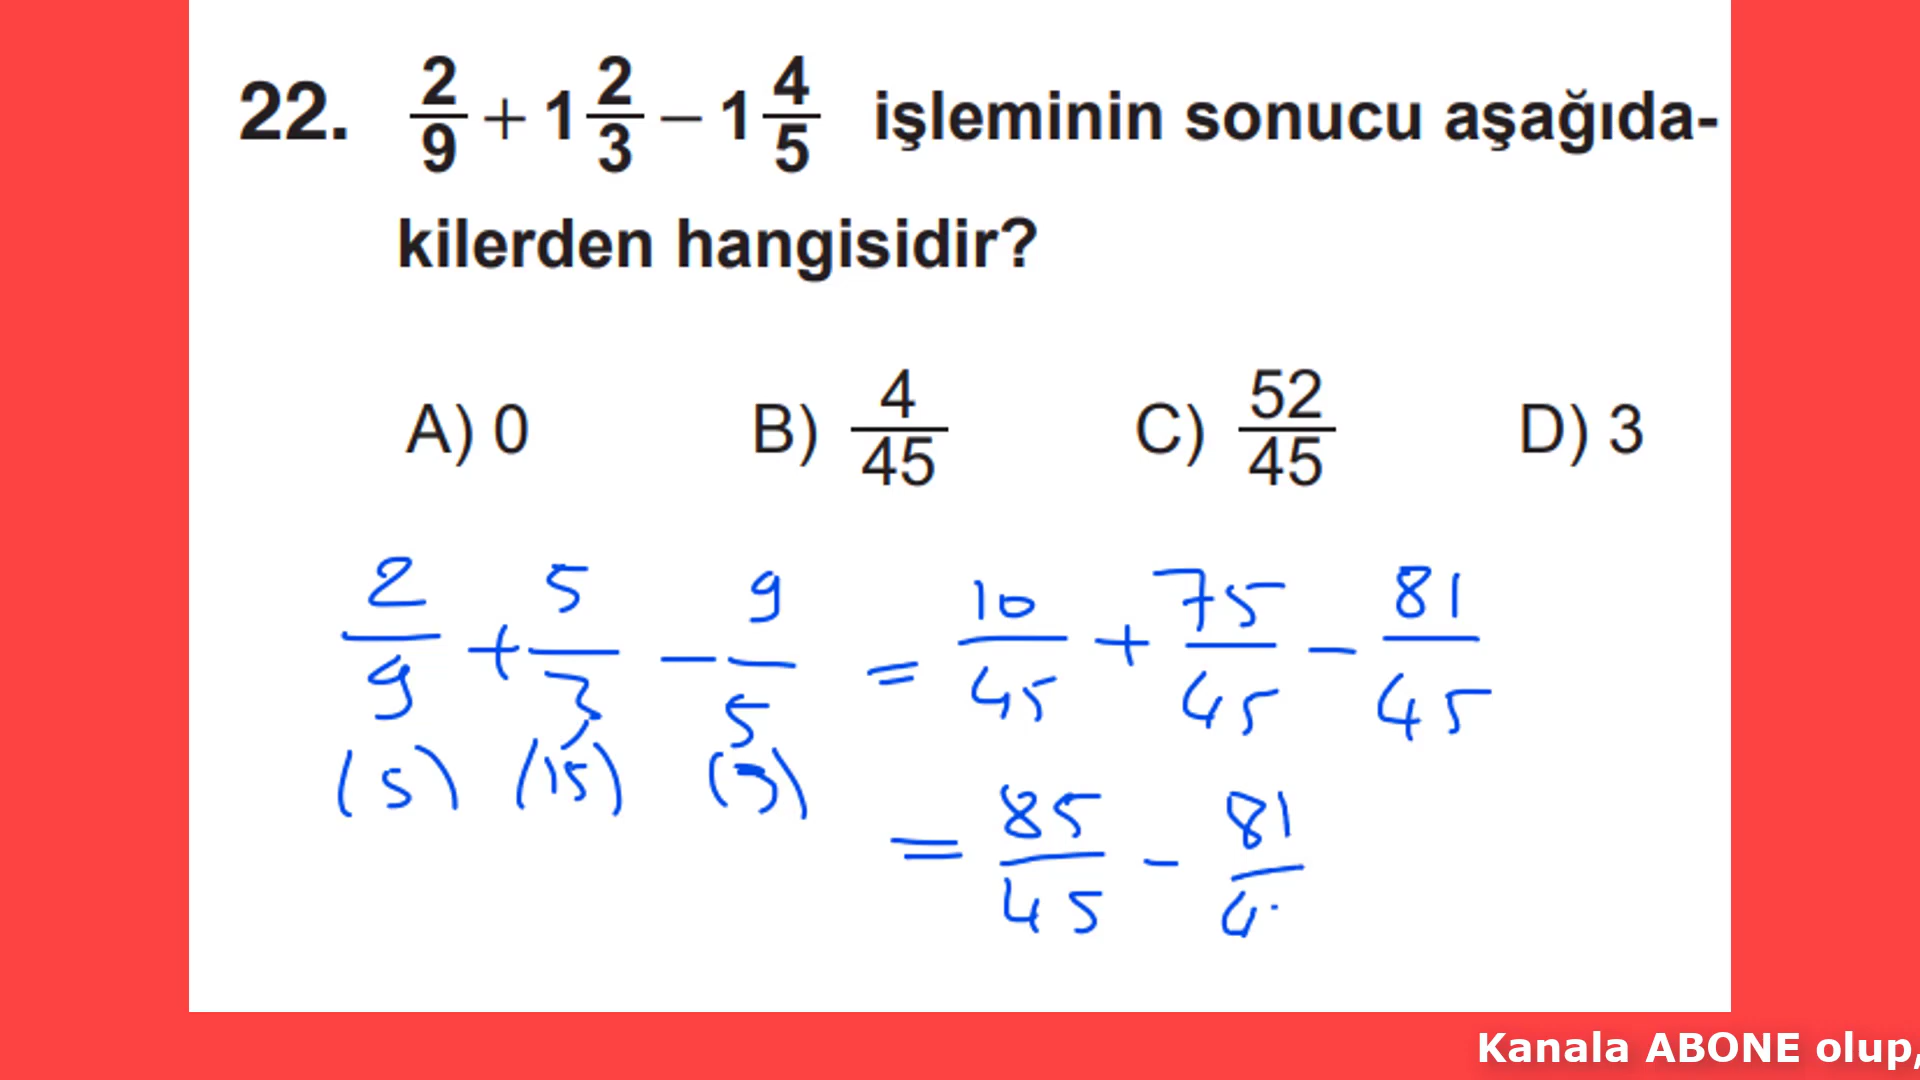 22. 2/9 + 1 2/3 − 1 4/5 işleminin sonucu aşağıda-
kilerden hangisidir?
A) 0 B) 4/45 C) 52/45 D) 3
2/9 + 5/3 − 9/5 = 10/45 + 75/45 − 81/45
(5) (15) (9)
= 85/45 − 81/4
Kanala ABONE olup,